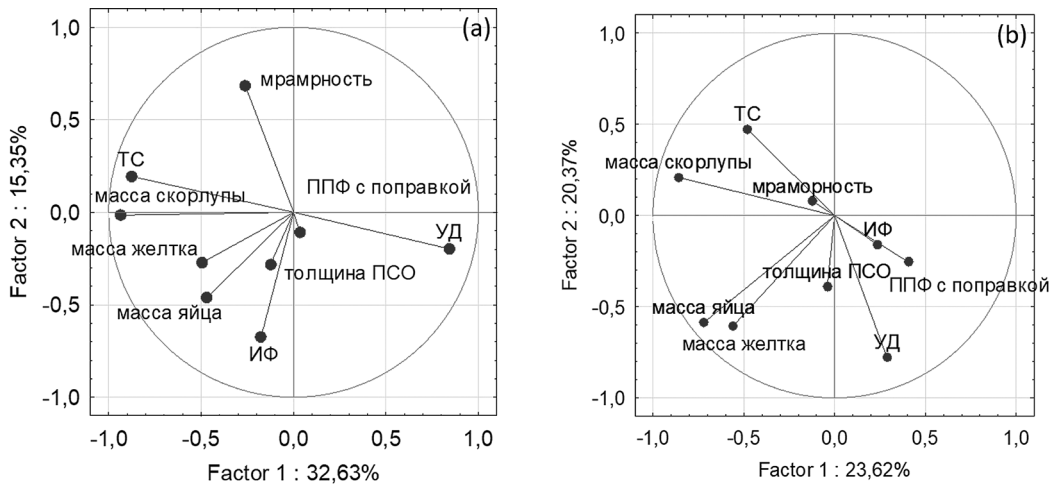 (a)
1,0
0,5
0,0
-0,5
-1,0
Factor 2 : 15,35%
мрамрность
ТС
масса скорлупы
ППФ с поправкой
УД
масса желтка
толщина ПСО
масса яйца
ИФ
-1,0 -0,5 0,0 0,5 1,0
Factor 1 : 32,63%
(b)
1,0
0,5
0,0
-0,5
-1,0
Factor 2 : 20,37%
ТС
масса скорлупы
мраморность
ИФ
толщина ПСО
ППФ с поправкой
масса яйца
масса желтка
УД
-1,0 -0,5 0,0 0,5 1,0
Factor 1 : 23,62%